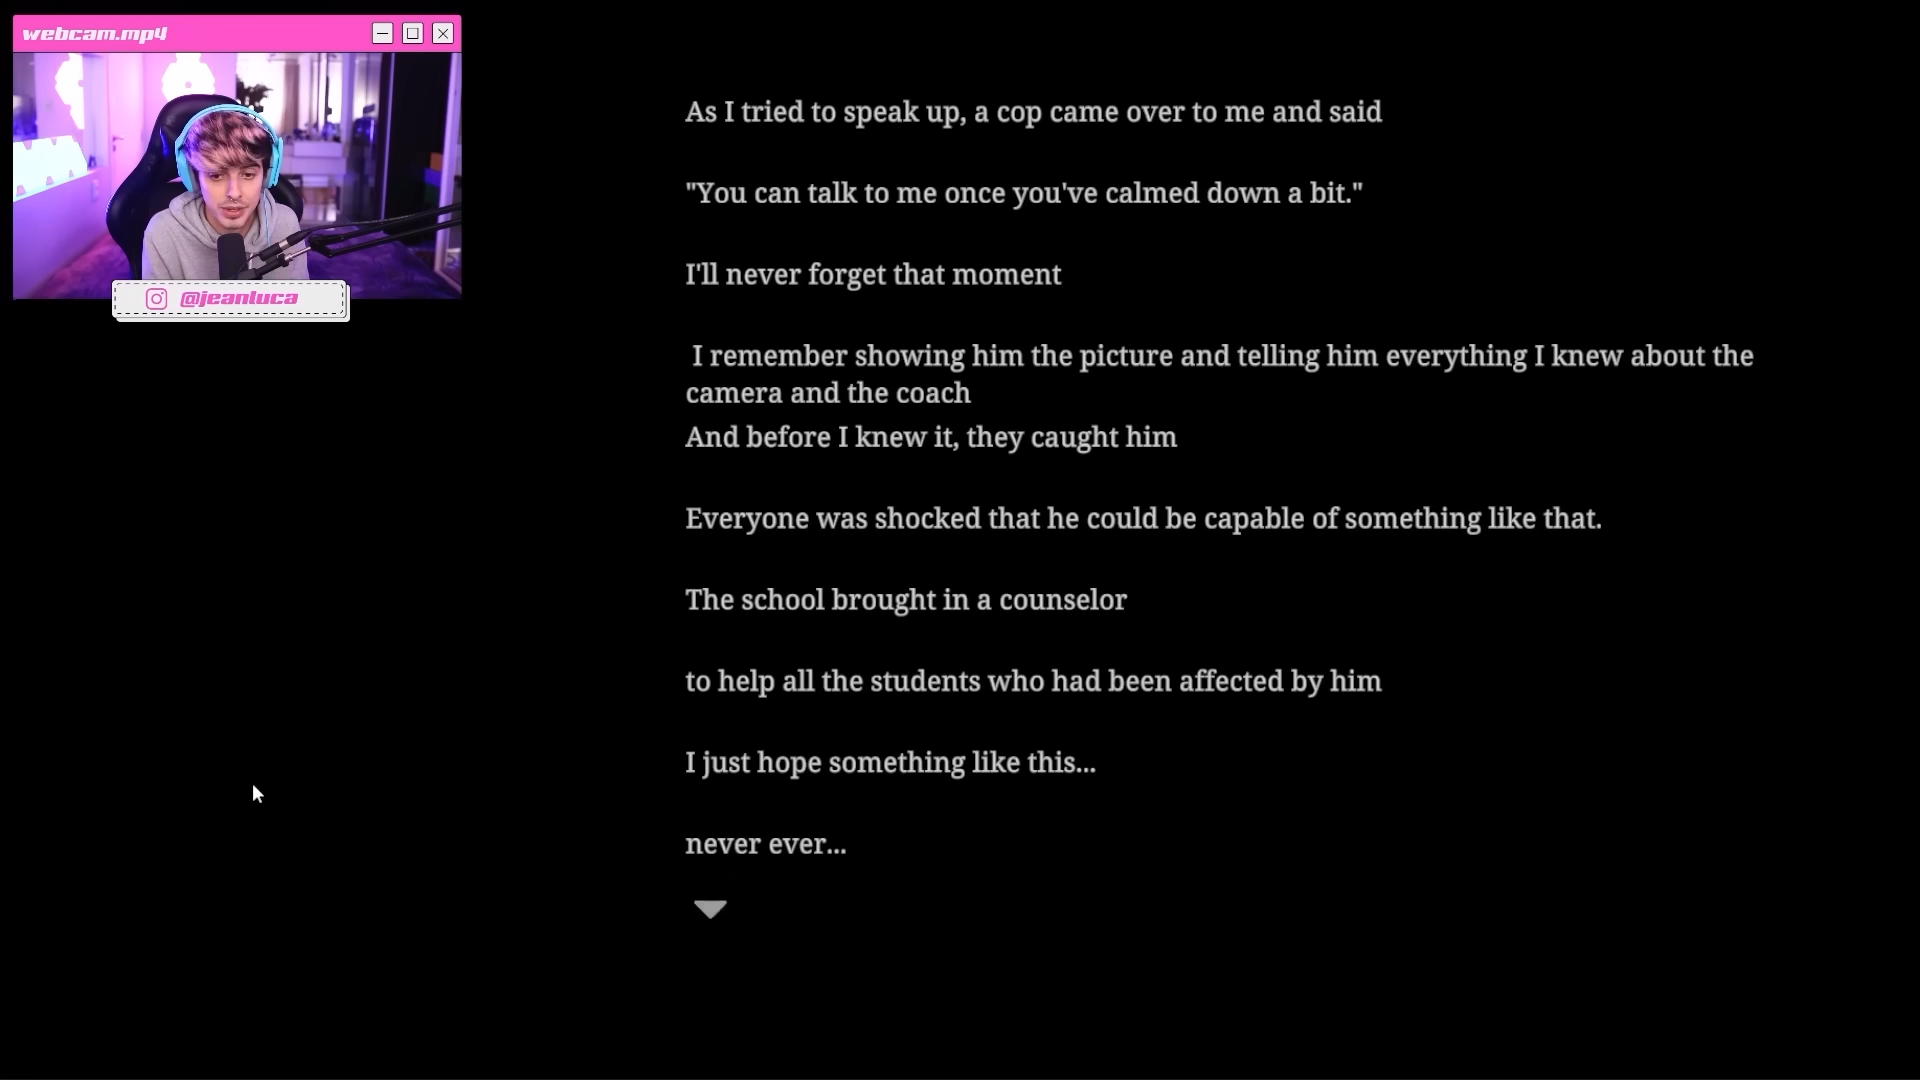 webcam.mp4
@jeanluca
As I tried to speak up, a cop came over to me and said
"You can talk to me once you've calmed down a bit."
I'll never forget that moment
I remember showing him the picture and telling him everything I knew about the
camera and the coach
And before I knew it, they caught him
Everyone was shocked that he could be capable of something like that.
The school brought in a counselor
to help all the students who had been affected by him
I just hope something like this...
never ever...